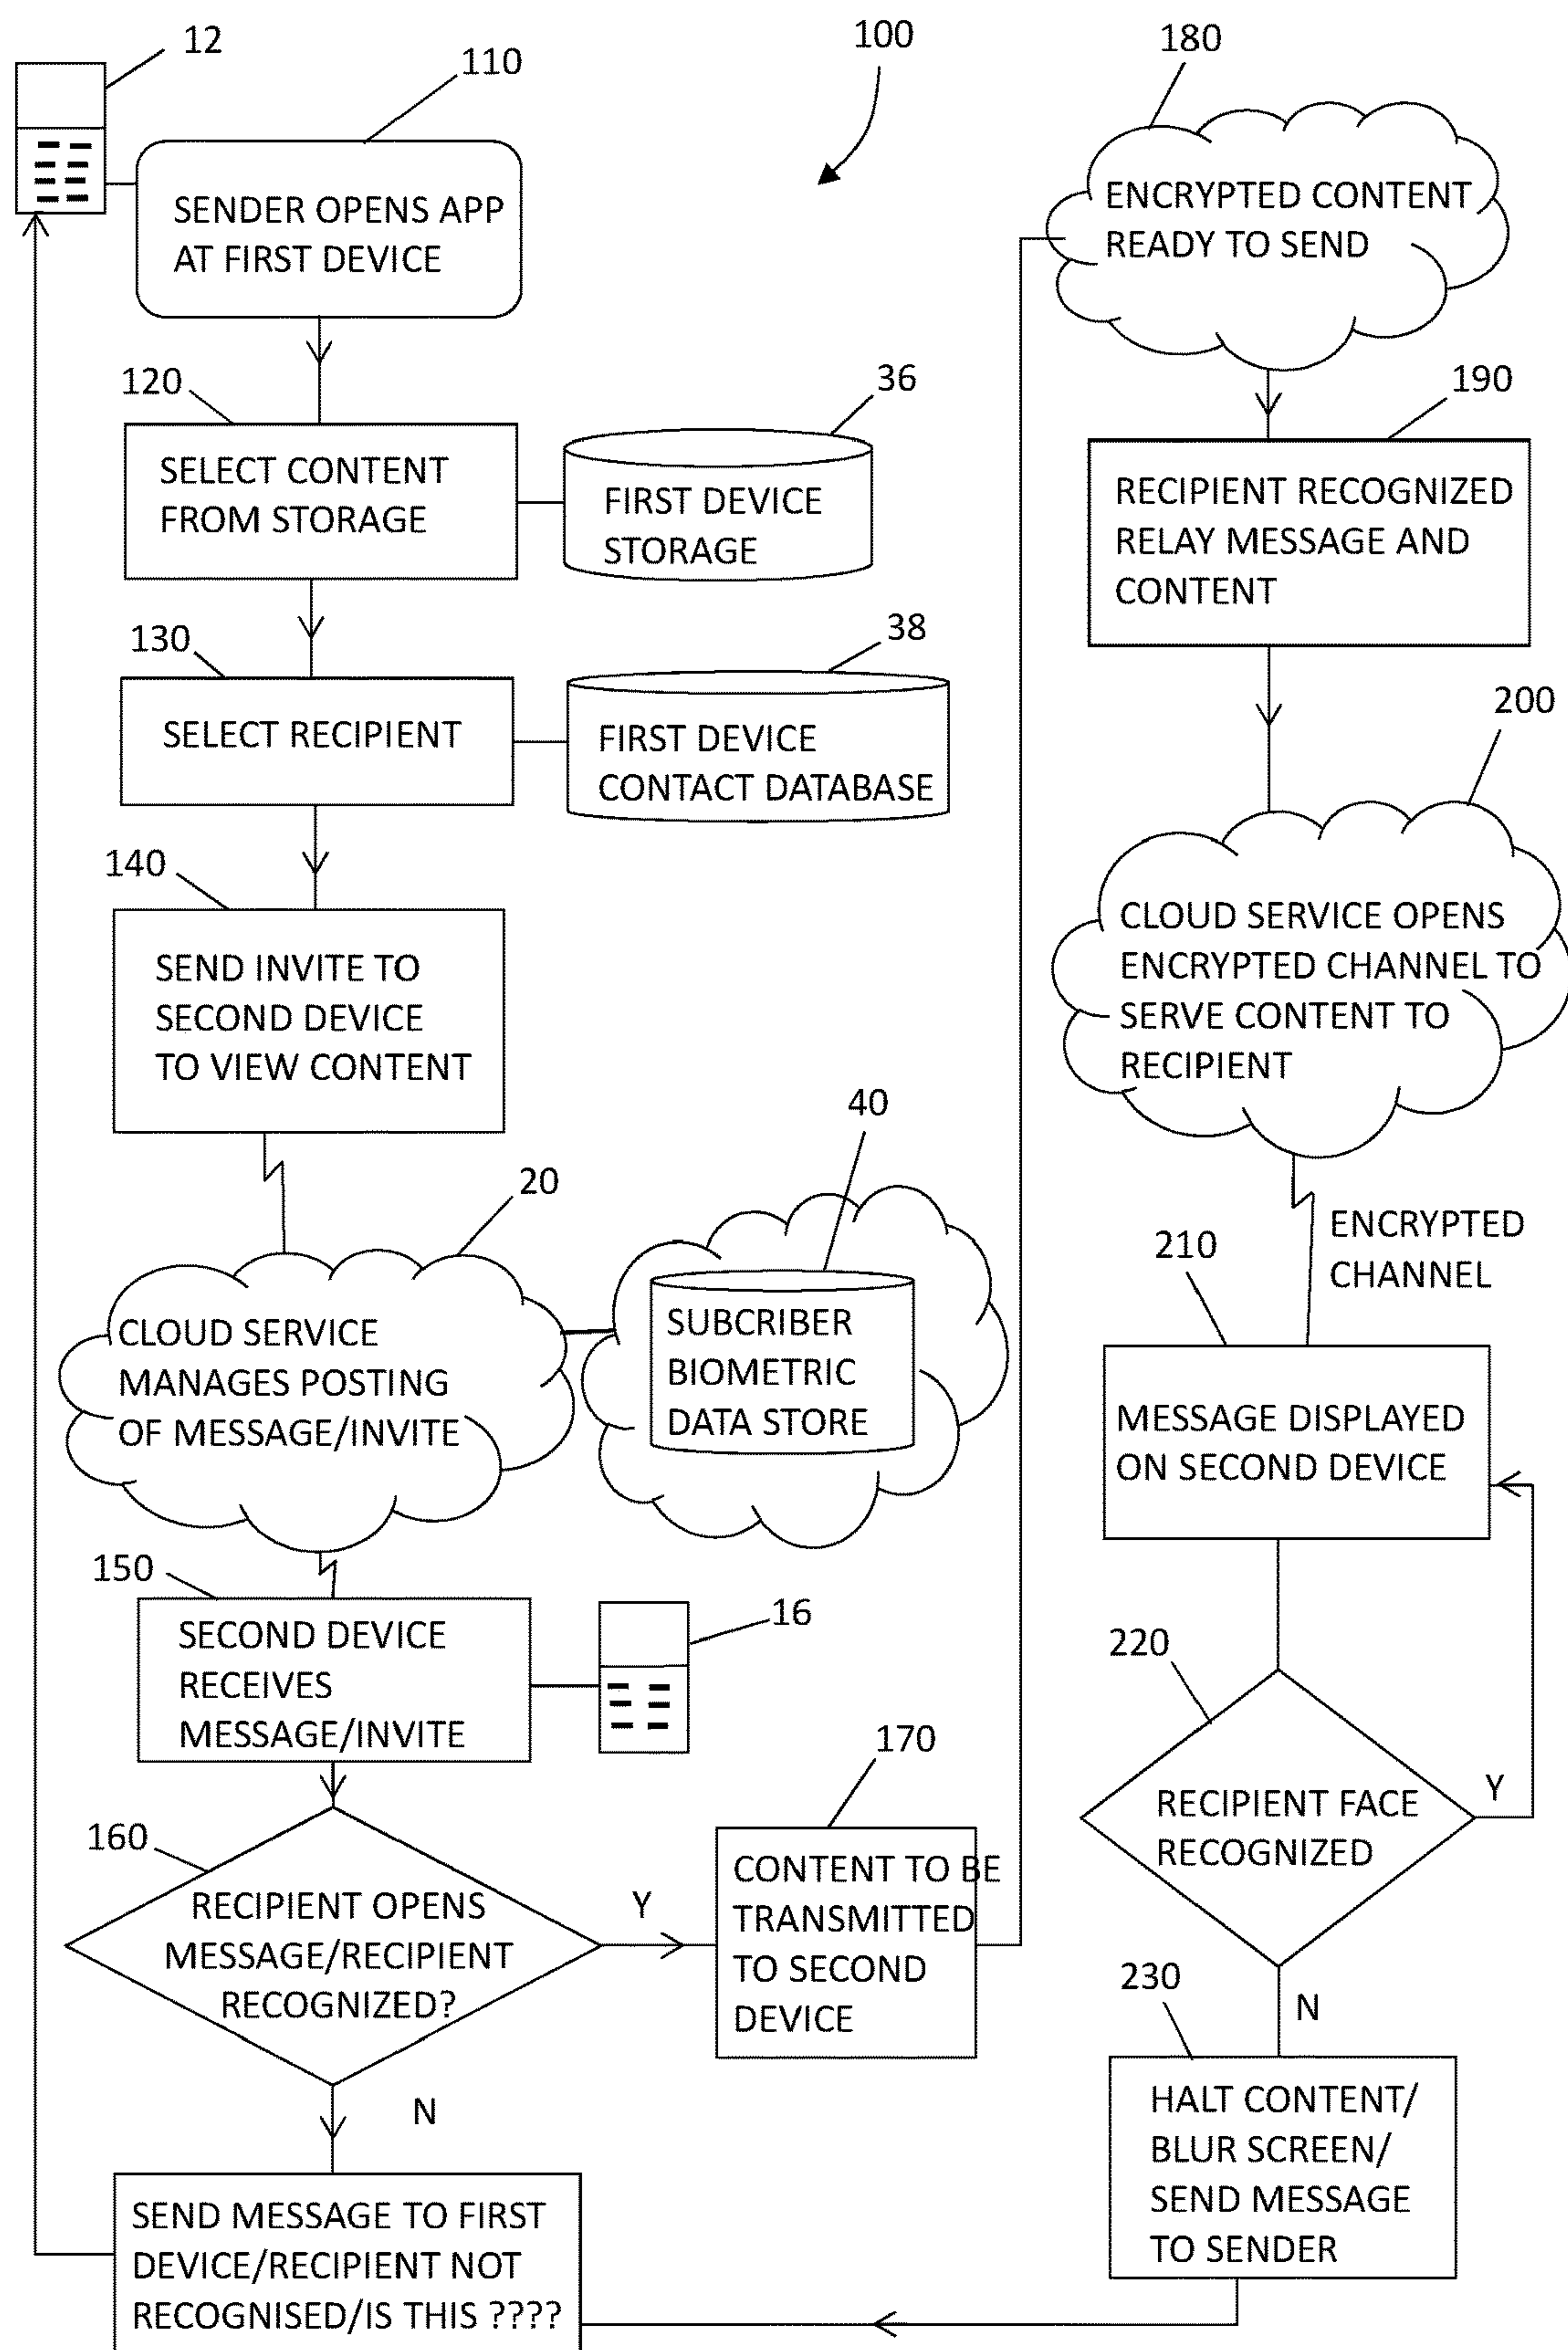 12
110
100
180
SENDER OPENS APP
AT FIRST DEVICE
ENCRYPTED CONTENT
READY TO SEND
120
36
190
SELECT CONTENT
FROM STORAGE
FIRST DEVICE
STORAGE
RECIPIENT RECOGNIZED
RELAY MESSAGE AND
CONTENT
130
38
200
SELECT RECIPIENT
FIRST DEVICE
CONTACT DATABASE
140
SEND INVITE TO
SECOND DEVICE
TO VIEW CONTENT
CLOUD SERVICE OPENS
ENCRYPTED CHANNEL TO
SERVE CONTENT TO
RECIPIENT
40
20
ENCRYPTED
CHANNEL
210
CLOUD SERVICE
MANAGES POSTING
OF MESSAGE/INVITE
SUBCRIBER
BIOMETRIC
DATA STORE
MESSAGE DISPLAYED
ON SECOND DEVICE
150
16
SECOND DEVICE
RECEIVES
MESSAGE/INVITE
220
170
160
Y
RECIPIENT FACE
RECOGNIZED
RECIPIENT OPENS
MESSAGE/RECIPIENT
RECOGNIZED?
Y
CONTENT TO BE
TRANSMITTED
TO SECOND
DEVICE
230
N
N
HALT CONTENT/
BLUR SCREEN/
SEND MESSAGE
TO SENDER
SEND MESSAGE TO FIRST
DEVICE/RECIPIENT NOT
RECOGNISED/IS THIS ????